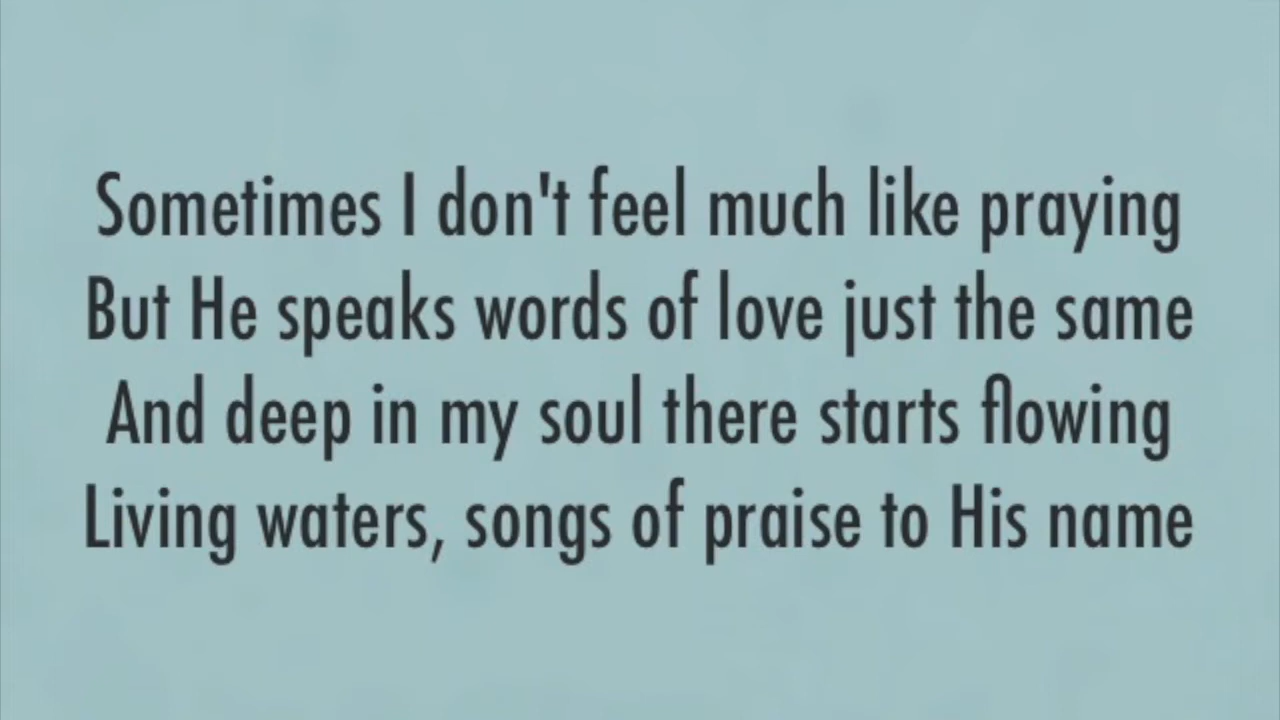 Sometimes I don't feel much like praying
But He speaks words of love just the same
And deep in my soul there starts flowing
Living waters, songs of praise to His name